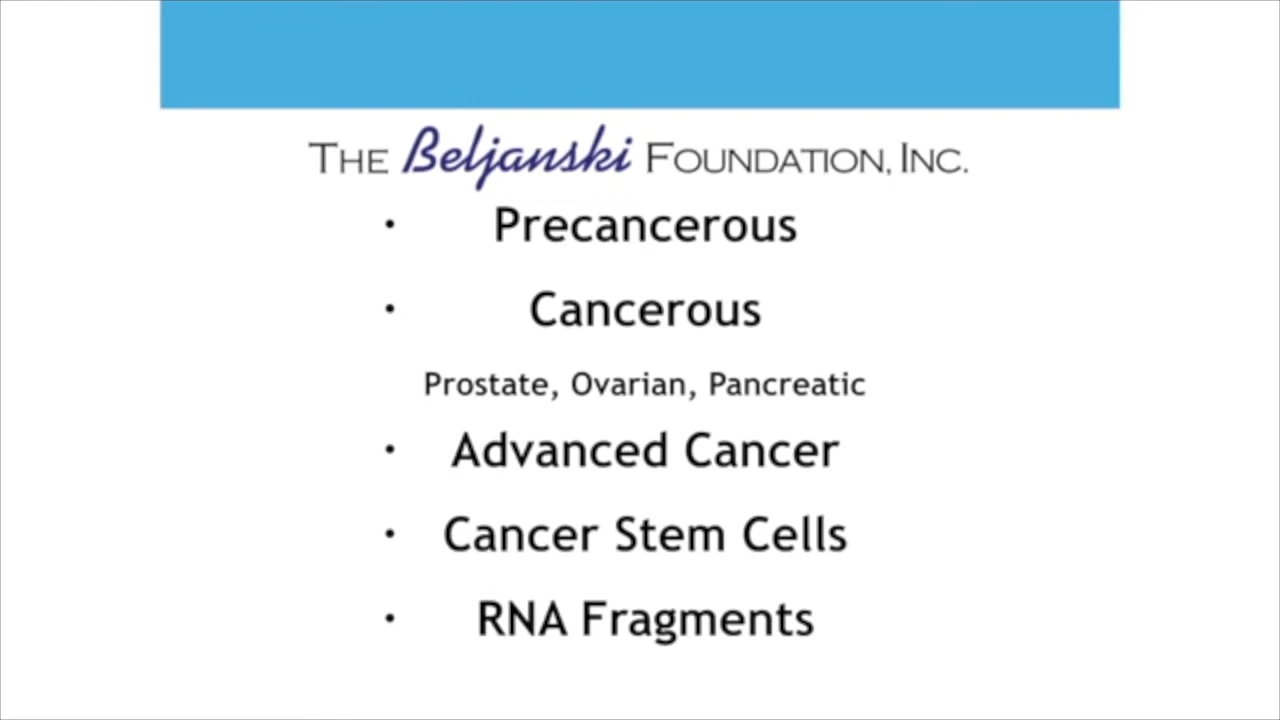 The Beljanski Foundation, Inc.
• Precancerous
• Cancerous
Prostate, Ovarian, Pancreatic
• Advanced Cancer
• Cancer Stem Cells
• RNA Fragments